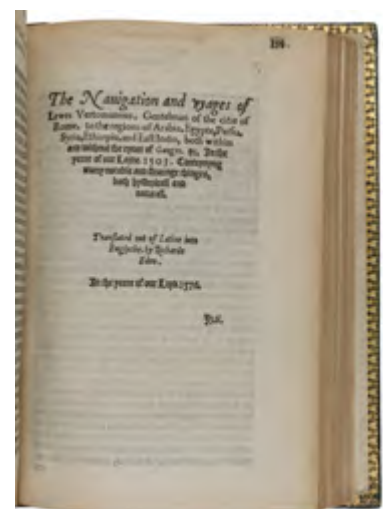 The Nauigation and vyages of
Lewes Vertomannus, Gentelman of the citie of
Rome, to the regions of Arabia, Egypte, Persia,
Syria, Ethiopia, and East India, both within
and without the ryuer of Ganges. &c. In the
yeere of our Lorde. 1503. Conteynyng
many notable and straunge thinges,
both hystoricall and
naturall.
Translated out of Latine into
Englyshe, by Richarde
Eden.
In the yeere of our Lord. 1576.